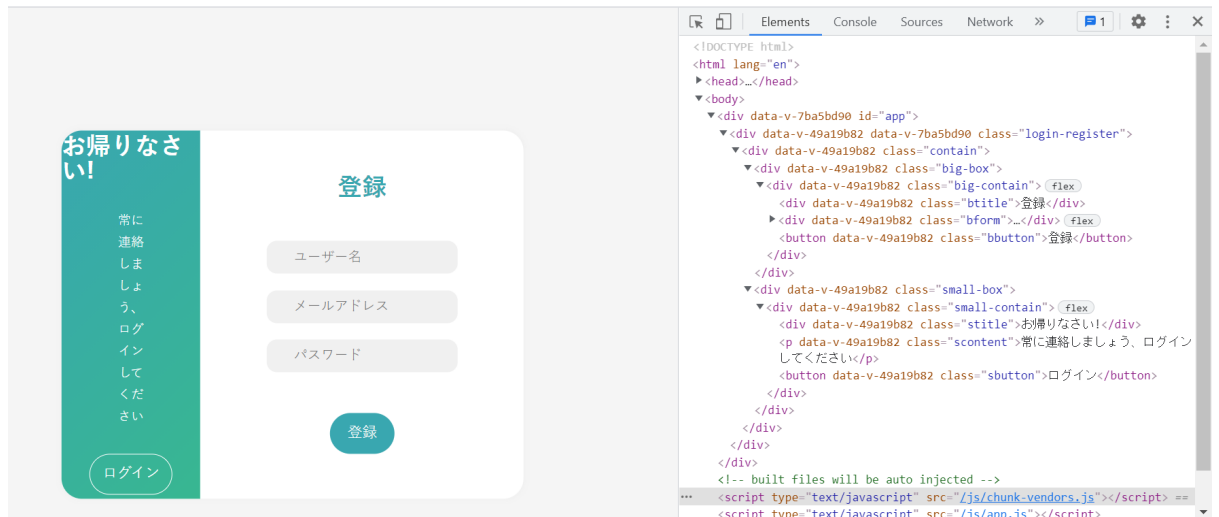 お帰りなさ
い!
常に
連絡
しま
しょ
う、
ログ
イン
して
くだ
さい
ログイン
登録
ユーザー名
メールアドレス
パスワード
登録
Elements Console Sources Network » 1
<!DOCTYPE html>
<html lang="en">
▶<head>…</head>
▼<body>
▼<div data-v-7ba5bd90 id="app">
▼<div data-v-49a19b82 data-v-7ba5bd90 class="login-register">
▼<div data-v-49a19b82 class="contain">
▼<div data-v-49a19b82 class="big-box">
▼<div data-v-49a19b82 class="big-contain"> flex
<div data-v-49a19b82 class="btitle">登録</div>
▶<div data-v-49a19b82 class="bform">…</div> flex
<button data-v-49a19b82 class="bbutton">登録</button>
</div>
</div>
▼<div data-v-49a19b82 class="small-box">
▼<div data-v-49a19b82 class="small-contain"> flex
<div data-v-49a19b82 class="stitle">お帰りなさい!</div>
<p data-v-49a19b82 class="scontent">常に連絡しましょう、ログイン
してください</p>
<button data-v-49a19b82 class="sbutton">ログイン</button>
</div>
</div>
</div>
</div>
</div>
<!-- built files will be auto injected -->
<script type="text/javascript" src="/js/chunk-vendors.js"></script> ==
<script type="text/javascript" src="/js/app.js"></script>